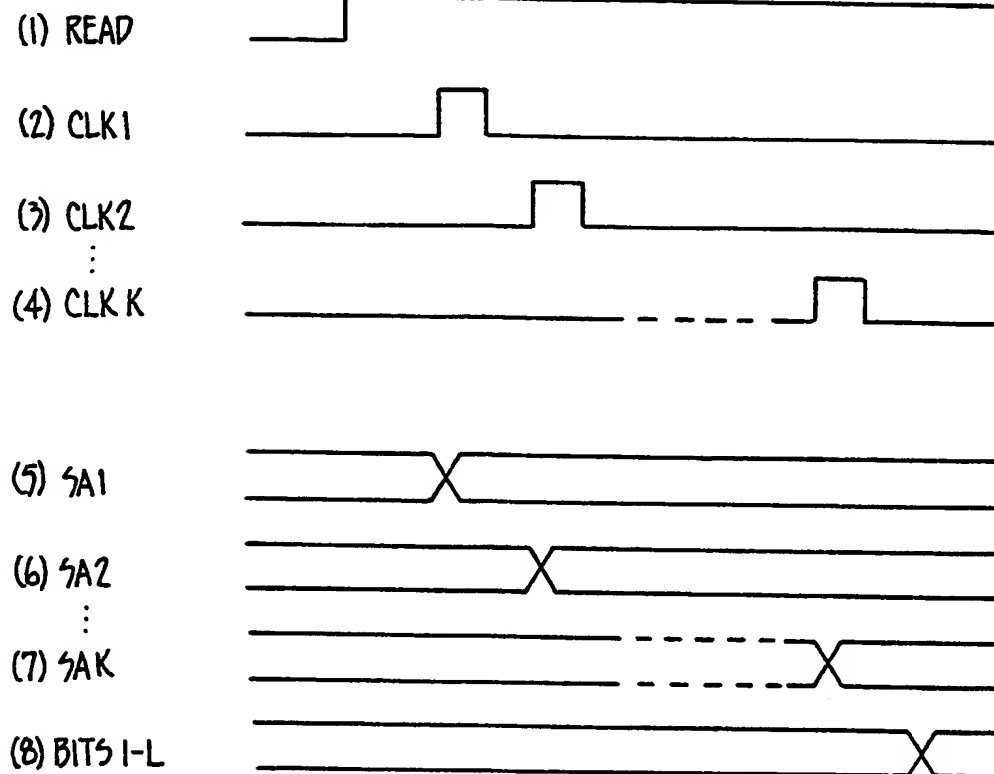 (1) READ
(2) CLK1
(3) CLK2
⋮
(4) CLK K
(5) SA1
(6) SA2
⋮
(7) SAK
(8) BITS 1-L